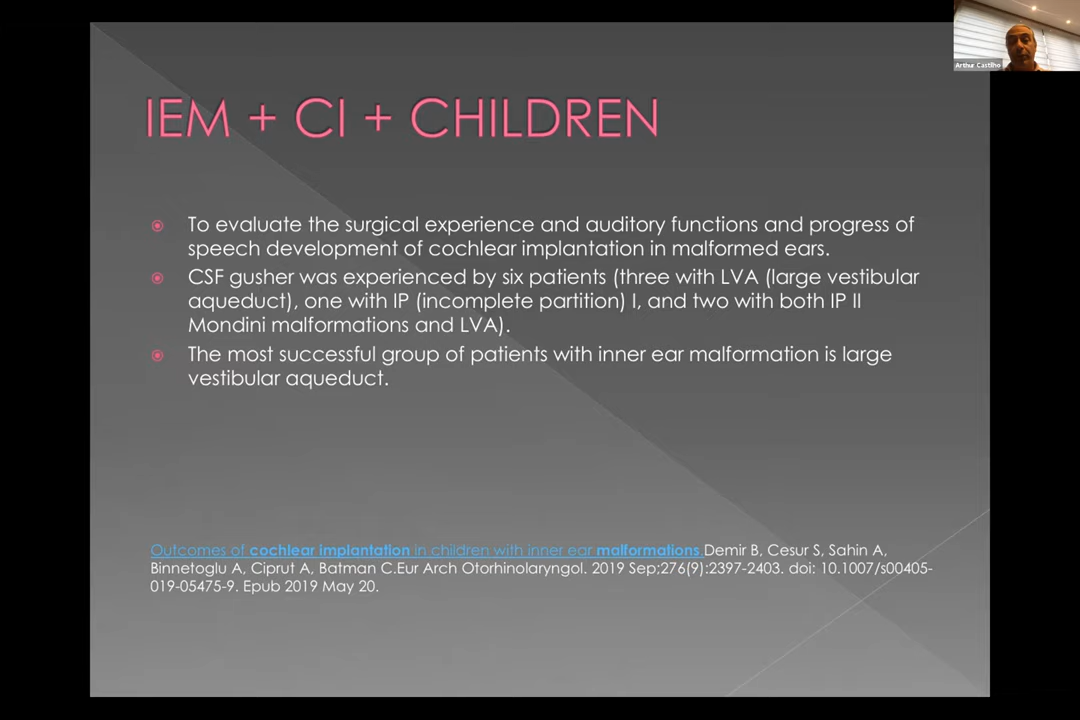 Arthur Castilho
IEM + CI + CHILDREN
To evaluate the surgical experience and auditory functions and progress of
speech development of cochlear implantation in malformed ears.
CSF gusher was experienced by six patients (three with LVA (large vestibular
aqueduct), one with IP (incomplete partition) I, and two with both IP II
Mondini malformations and LVA).
The most successful group of patients with inner ear malformation is large
vestibular aqueduct.
Outcomes of cochlear implantation in children with inner ear malformations.Demir B, Cesur S, Sahin A,
Binnetoglu A, Ciprut A, Batman C.Eur Arch Otorhinolaryngol. 2019 Sep;276(9):2397-2403. doi: 10.1007/s00405-
019-05475-9. Epub 2019 May 20.